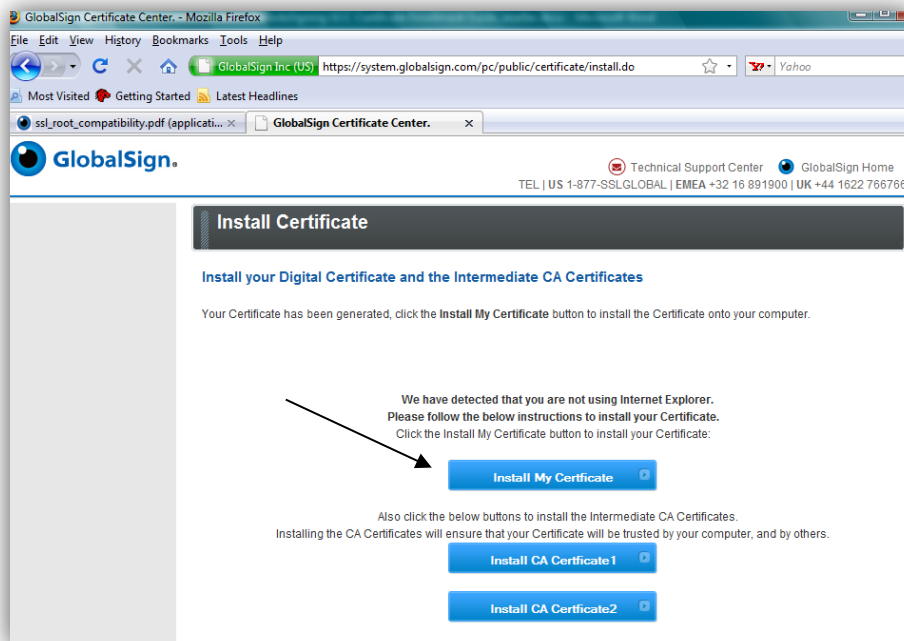 GlobalSign Certificate Center. - Mozilla Firefox
File Edit View History Bookmarks Tools Help
GlobalSign Inc (US) https://system.globalsign.com/pc/public/certificate/install.do Yahoo
Most Visited Getting Started Latest Headlines
ssl_root_compatibility.pdf (applicati... GlobalSign Certificate Center.
GlobalSign.
Technical Support Center GlobalSign Home
TEL | US 1-877-SSLGLOBAL | EMEA +32 16 891900 | UK +44 1622 766766
Install Certificate
Install your Digital Certificate and the Intermediate CA Certificates
Your Certificate has been generated, click the Install My Certificate button to install the Certificate onto your computer.
We have detected that you are not using Internet Explorer.
Please follow the below instructions to install your Certificate.
Click the Install My Certificate button to install your Certificate:
Install My Certficate
Also click the below buttons to install the Intermediate CA Certificates.
Installing the CA Certificates will ensure that your Certificate will be trusted by your computer, and by others.
Install CA Certficate1
Install CA Certficate2